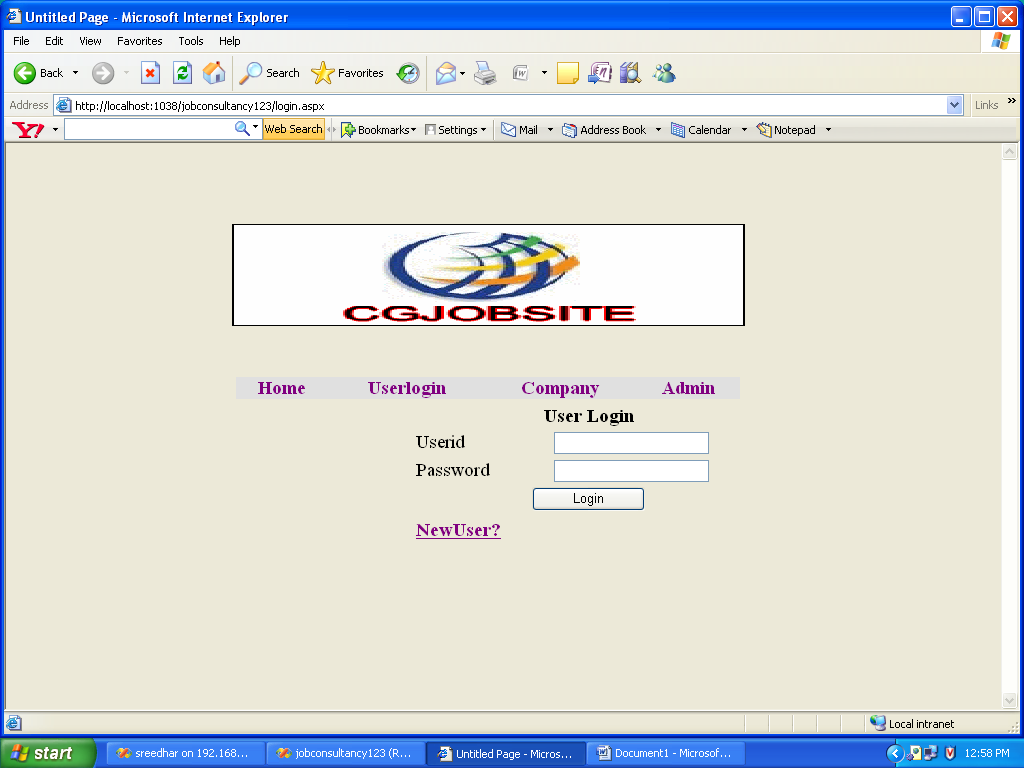 Untitled Page - Microsoft Internet Explorer
File Edit View Favorites Tools Help
Back Search Favorites
Address http://localhost:1038/jobconsultancy123/login.aspx Links »
Y! Web Search Bookmarks Settings Mail Address Book Calendar Notepad
CGJOBSITE
Home Userlogin Company Admin
User Login
Userid
Password
Login
NewUser?
Local intranet
start sreedhar on 192.168... jobconsultancy123 (R... Untitled Page - Micros... Document1 - Microsof... 12:58 PM